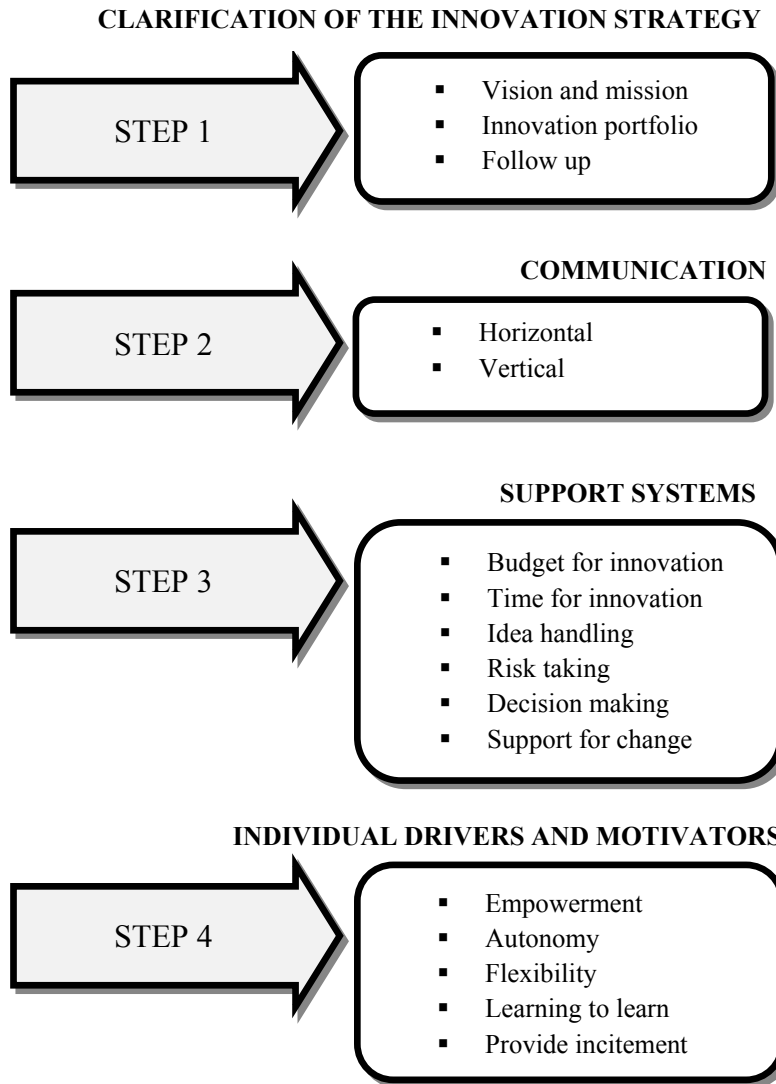 CLARIFICATION OF THE INNOVATION STRATEGY
STEP 1
▪ Vision and mission
▪ Innovation portfolio
▪ Follow up
COMMUNICATION
STEP 2
▪ Horizontal
▪ Vertical
SUPPORT SYSTEMS
STEP 3
▪ Budget for innovation
▪ Time for innovation
▪ Idea handling
▪ Risk taking
▪ Decision making
▪ Support for change
INDIVIDUAL DRIVERS AND MOTIVATORS
STEP 4
▪ Empowerment
▪ Autonomy
▪ Flexibility
▪ Learning to learn
▪ Provide incitement